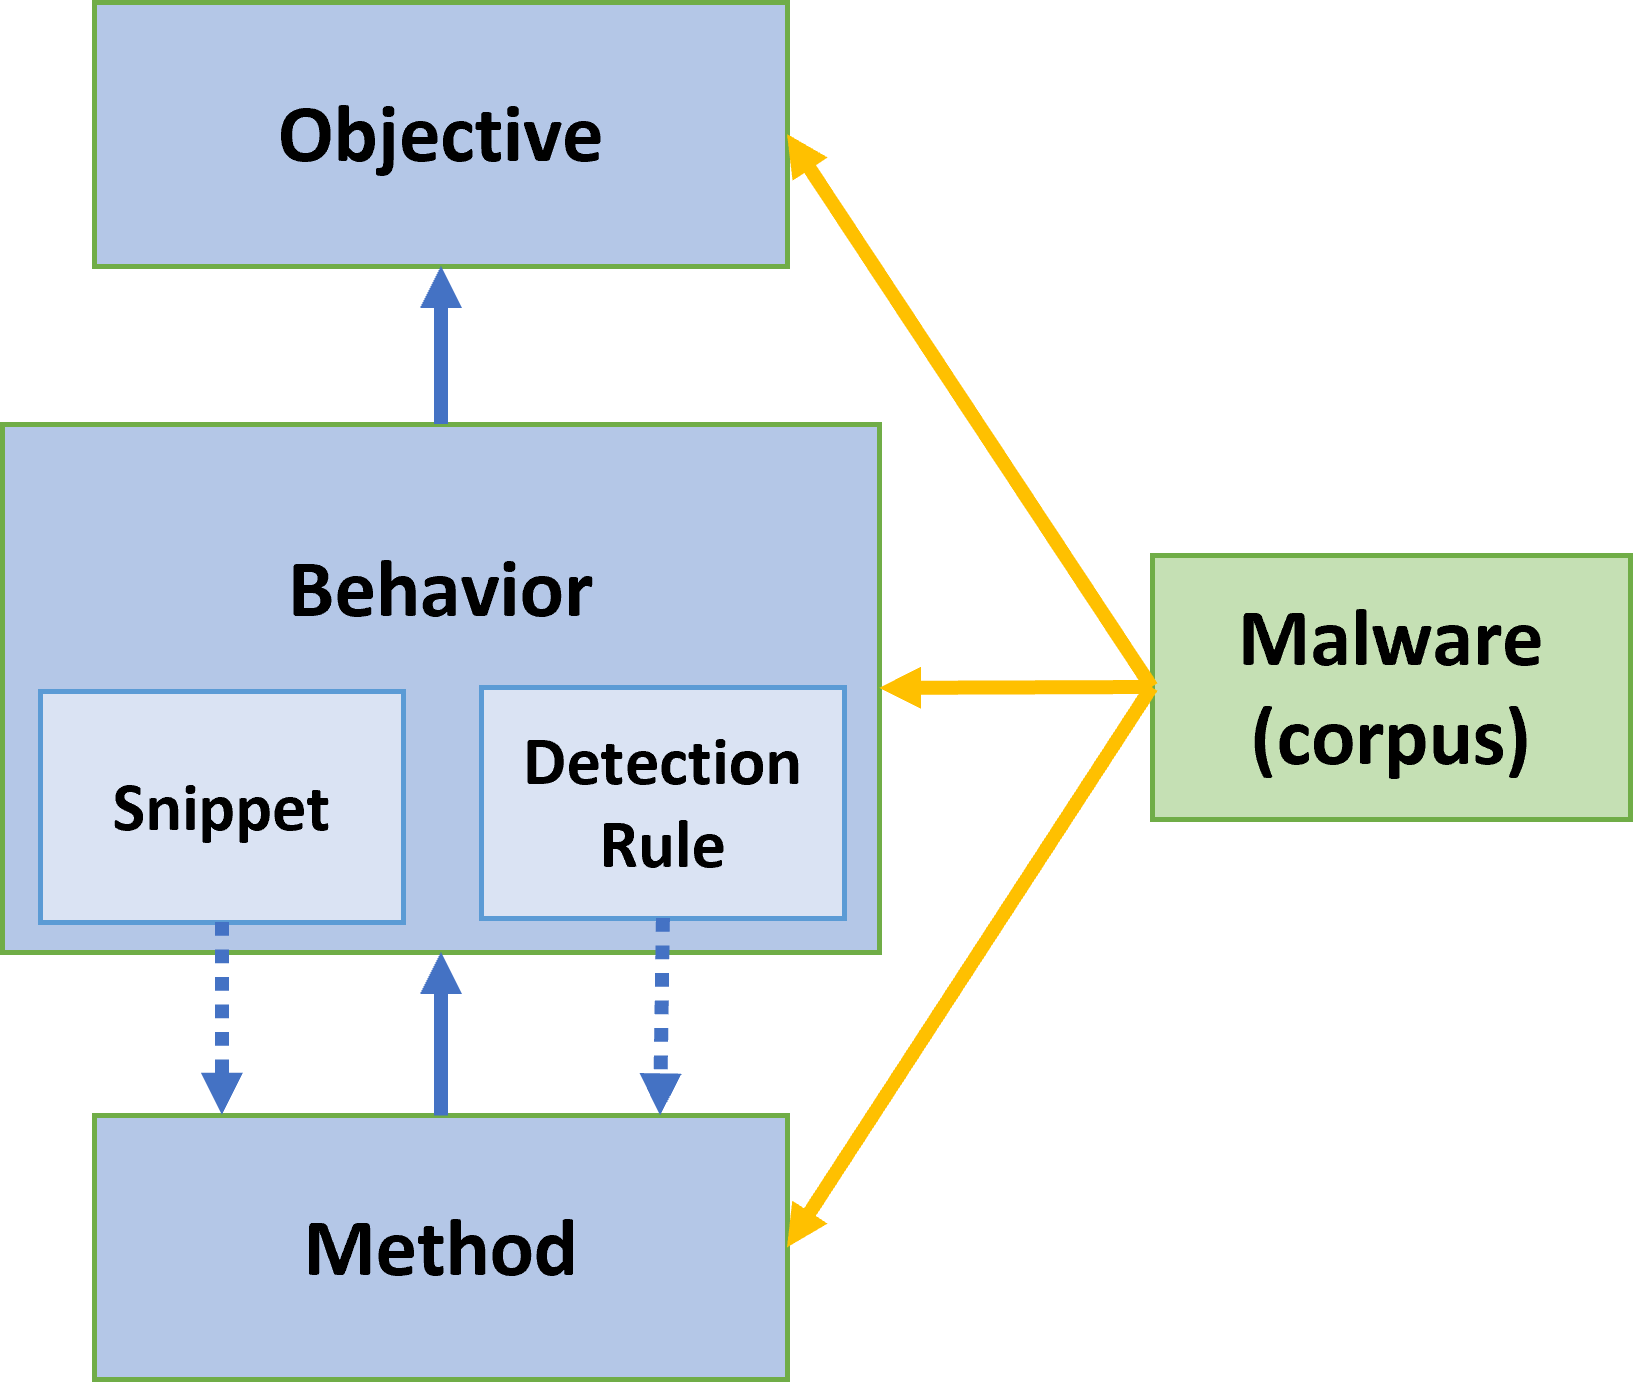 Objective
Behavior
Snippet
Detection
Rule
Method
Malware
(corpus)